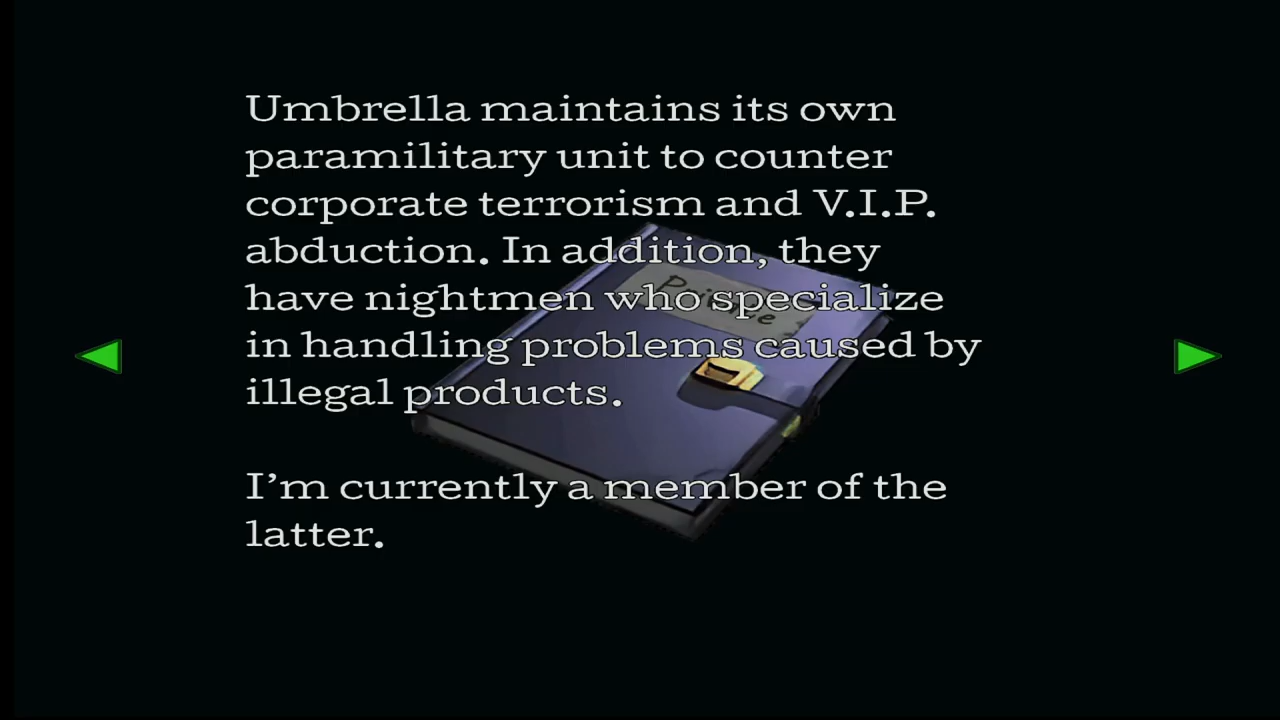 Umbrella maintains its own
paramilitary unit to counter
corporate terrorism and V.I.P.
abduction. In addition, they
have nightmen who specialize
in handling problems caused by
illegal products.
I'm currently a member of the
latter.
Private